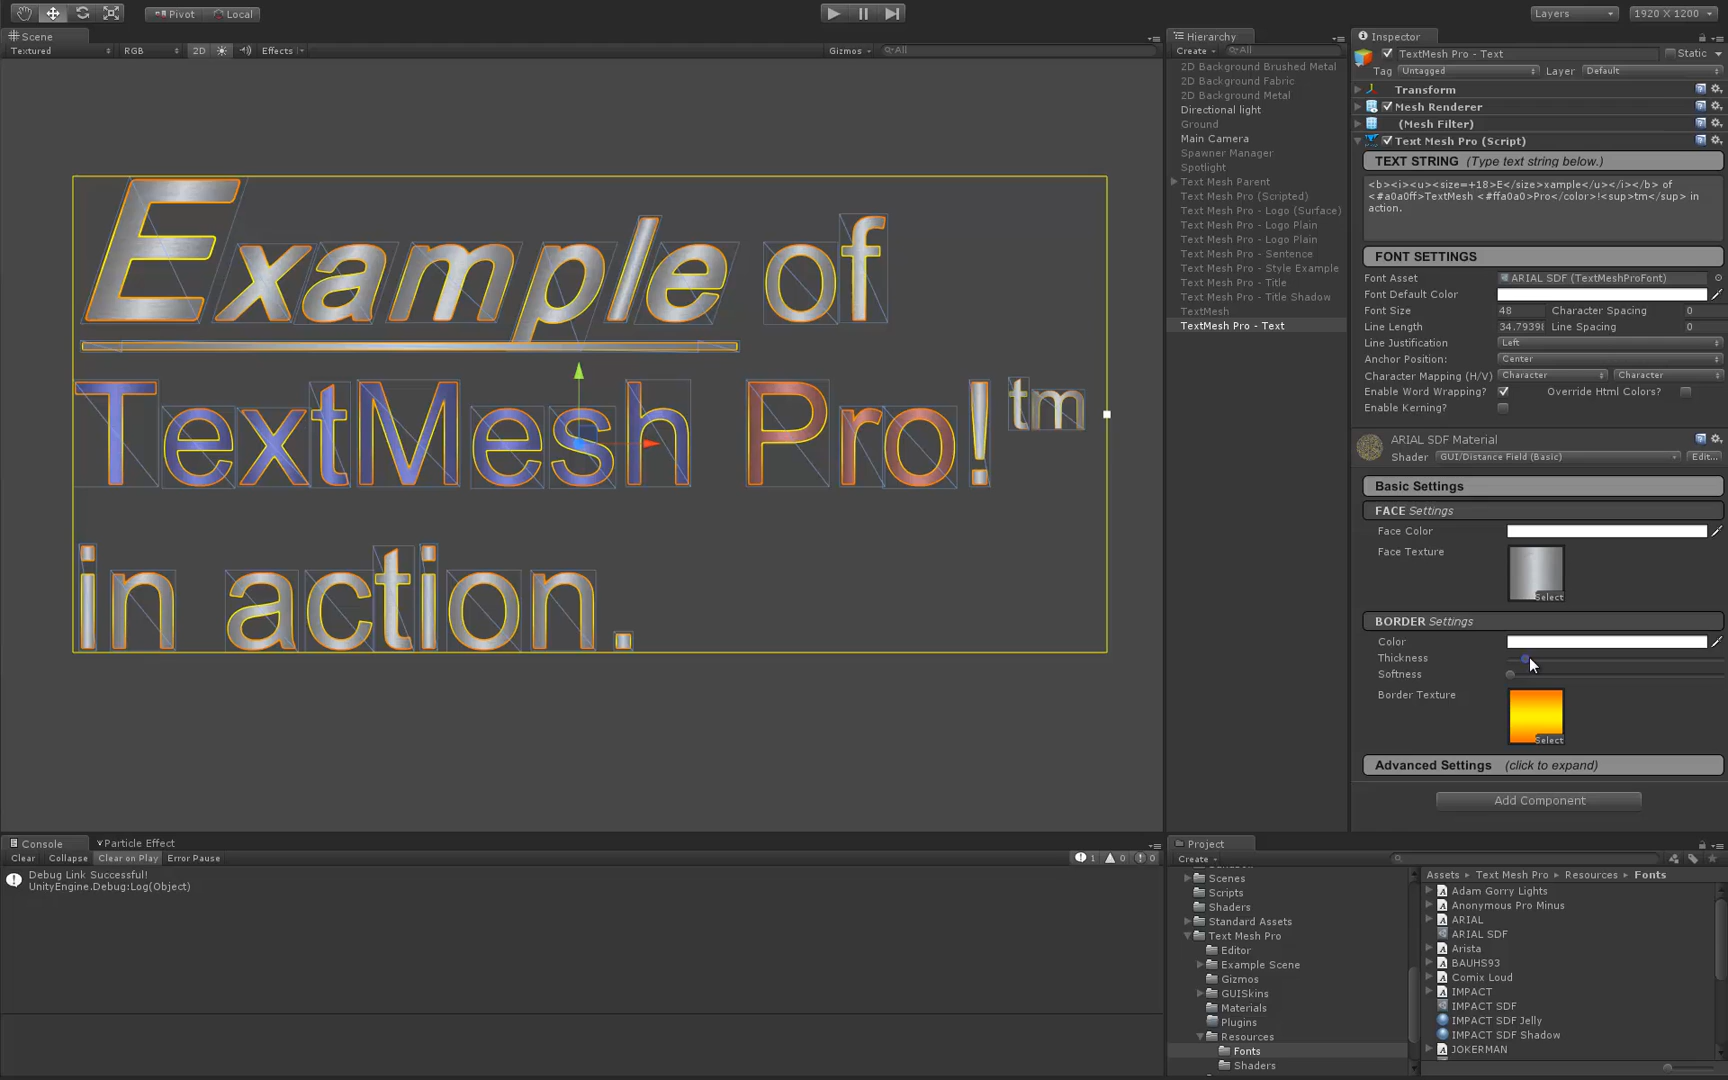 Pivot
Local
Layers
1920 X 1200
Scene
Textured
RGB
2D
Effects
Gizmos
All
Example of
TextMesh Pro!tm
in action.
Hierarchy
Create
All
2D Background Brushed Metal
2D Background Fabric
2D Background Metal
Directional light
Ground
Main Camera
Spawner Manager
Spotlight
Text Mesh Parent
Text Mesh Pro (Scripted)
Text Mesh Pro - Logo (Surface)
Text Mesh Pro - Logo Plain
Text Mesh Pro - Logo Plain
Text Mesh Pro - Sentence
Text Mesh Pro - Style Example
Text Mesh Pro - Title
Text Mesh Pro - Title Shadow
TextMesh
TextMesh Pro - Text
Inspector
TextMesh Pro - Text
Static
Tag Untagged Layer Default
Transform
Mesh Renderer
(Mesh Filter)
Text Mesh Pro (Script)
TEXT STRING (Type text string below.)
<b><i><u><size=+18>E</size>xample</u></i></b> of
<#a0a0ff>TextMesh <#ffa0a0>Pro</color>!<sup>tm</sup> in
action.
FONT SETTINGS
Font Asset ARIAL SDF (TextMeshProFont)
Font Default Color
Font Size 48 Character Spacing 0
Line Length 34.7939 Line Spacing 0
Line Justification Left
Anchor Position: Center
Character Mapping (H/V) Character Character
Enable Word Wrapping? Override Html Colors?
Enable Kerning?
ARIAL SDF Material
Shader GUI/Distance Field (Basic) Edit...
Basic Settings
FACE Settings
Face Color
Face Texture
Select
BORDER Settings
Color
Thickness
Softness
Border Texture
Select
Advanced Settings (click to expand)
Add Component
Console
Particle Effect
Clear Collapse Clear on Play Error Pause
1 0 0
Debug Link Successful!
UnityEngine.Debug:Log(Object)
Project
Create
Scenes
Scripts
Shaders
Standard Assets
Text Mesh Pro
Editor
Example Scene
Gizmos
GUISkins
Materials
Plugins
Resources
Fonts
Shaders
Assets Text Mesh Pro Resources Fonts
Adam Gorry Lights
Anonymous Pro Minus
ARIAL
ARIAL SDF
Arista
BAUHS93
Comix Loud
IMPACT
IMPACT SDF
IMPACT SDF Jelly
IMPACT SDF Shadow
JOKERMAN